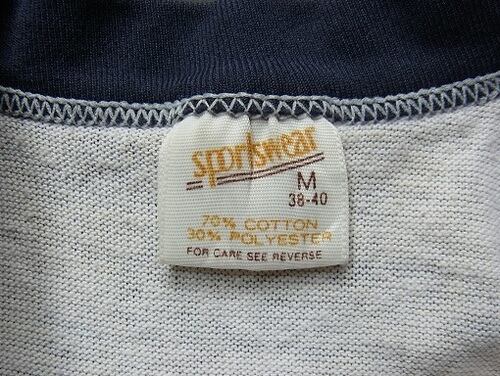 sportswear
M
38-40
70% COTTON
30% POLYESTER
FOR CARE SEE REVERSE